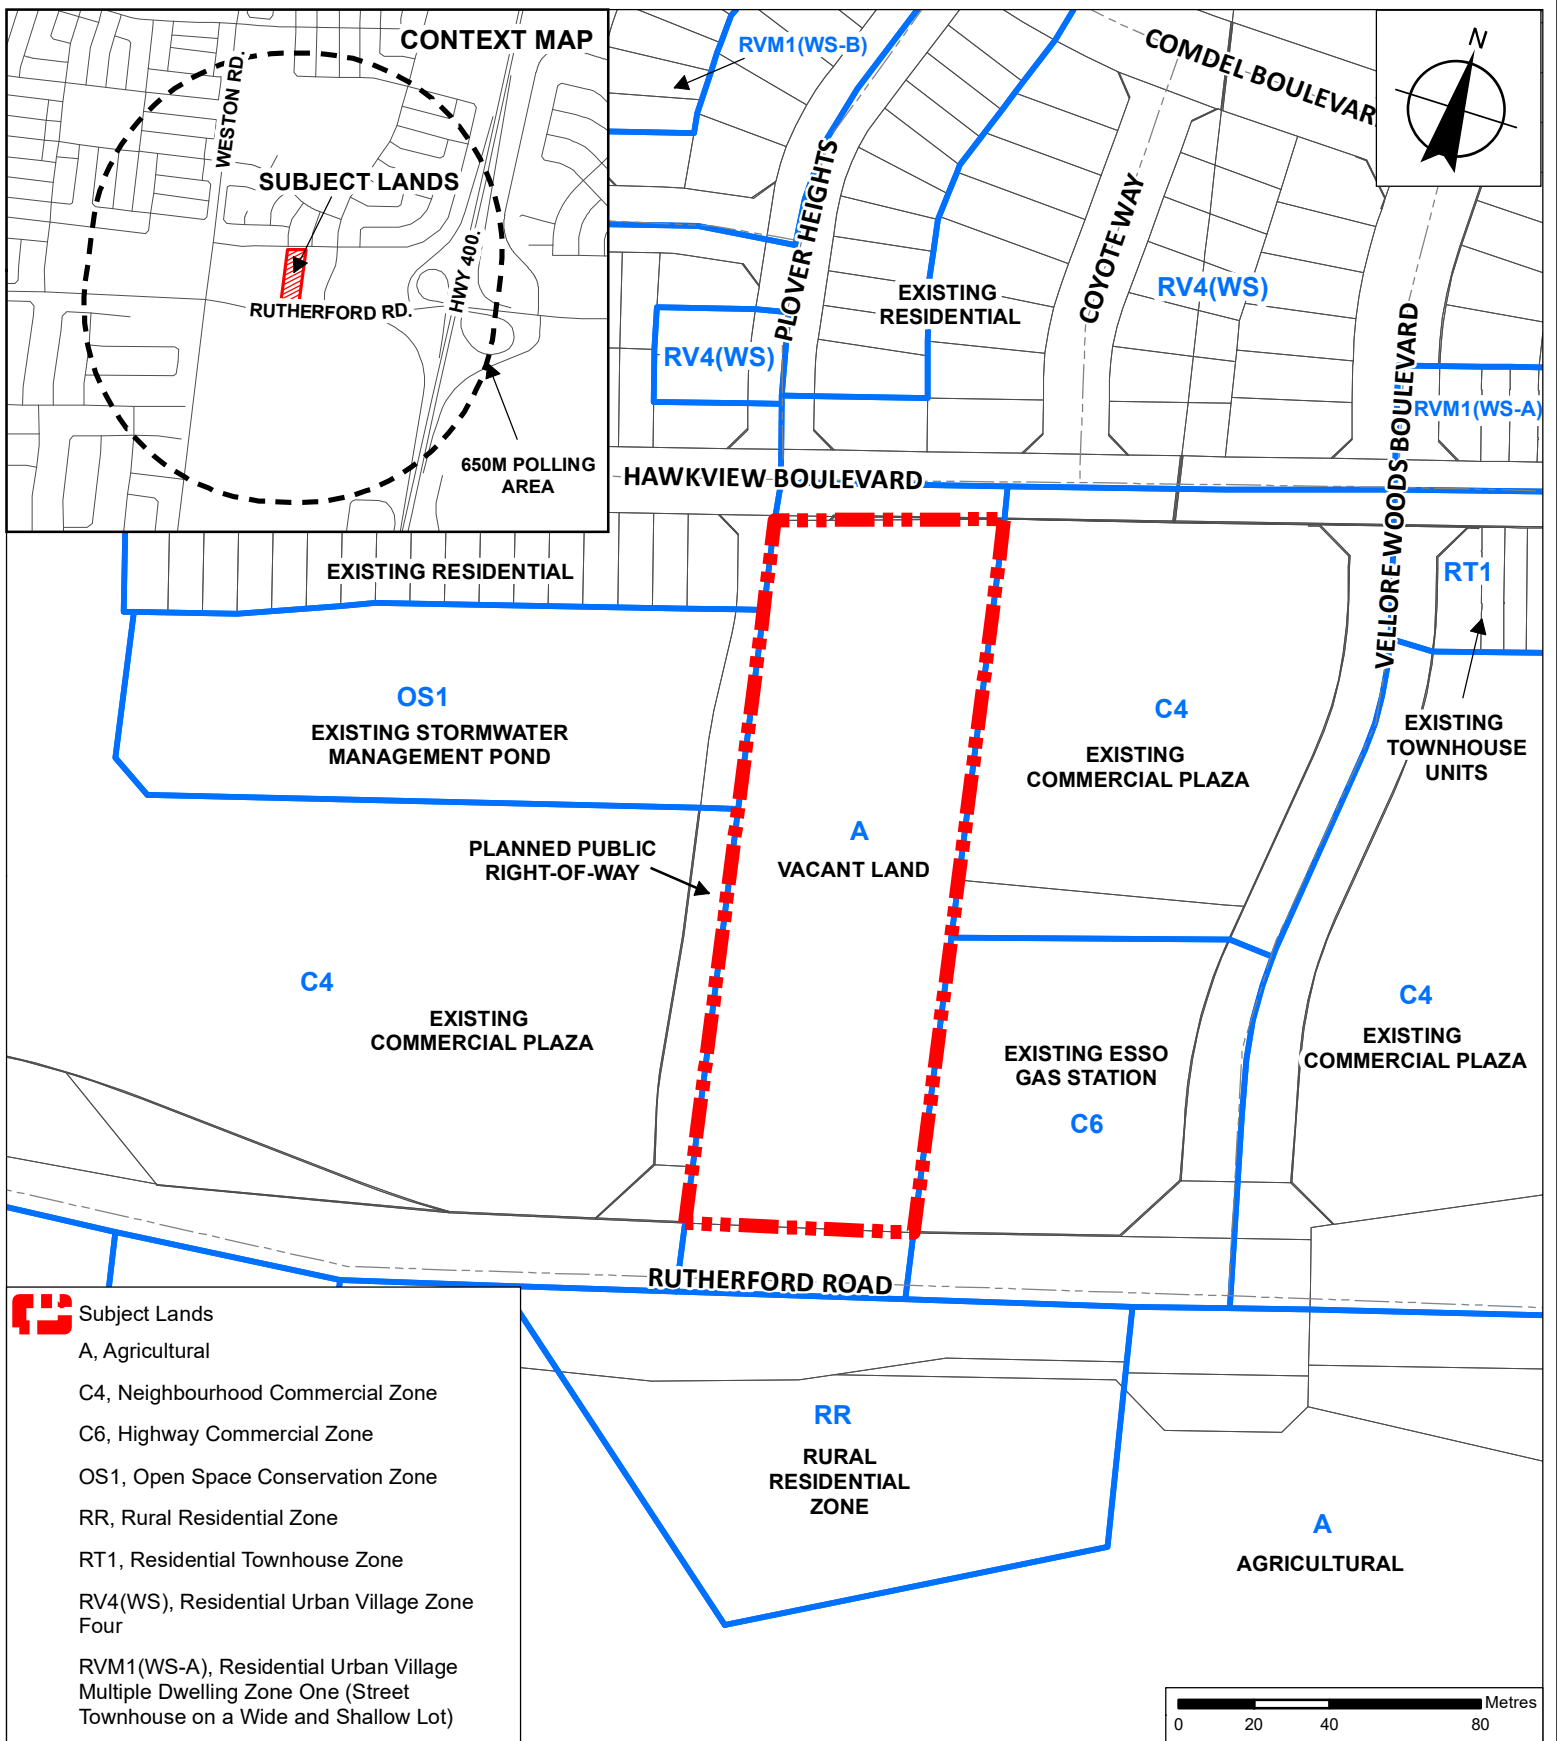 CONTEXT MAP
WESTON RD.
SUBJECT LANDS
HWY 400.
RUTHERFORD RD.
650M POLLING
AREA
RVM1(WS-B)
COMDEL BOULEVAR
N
PLOVER HEIGHTS
COYOTE WAY
RV4(WS)
EXISTING
RESIDENTIAL
RV4(WS)
VELLORE WOODS BOULEVARD
RVM1(WS-A)
HAWKVIEW BOULEVARD
EXISTING RESIDENTIAL
RT1
OS1
EXISTING STORMWATER
MANAGEMENT POND
C4
EXISTING
COMMERCIAL PLAZA
EXISTING
TOWNHOUSE
UNITS
PLANNED PUBLIC
RIGHT-OF-WAY
A
VACANT LAND
C4
EXISTING
COMMERCIAL PLAZA
EXISTING ESSO
GAS STATION
C6
C4
EXISTING
COMMERCIAL PLAZA
RUTHERFORD ROAD
RR
RURAL
RESIDENTIAL
ZONE
A
AGRICULTURAL
Subject Lands
A, Agricultural
C4, Neighbourhood Commercial Zone
C6, Highway Commercial Zone
OS1, Open Space Conservation Zone
RR, Rural Residential Zone
RT1, Residential Townhouse Zone
RV4(WS), Residential Urban Village Zone
Four
RVM1(WS-A), Residential Urban Village
Multiple Dwelling Zone One (Street
Townhouse on a Wide and Shallow Lot)
Metres
0 20 40 80